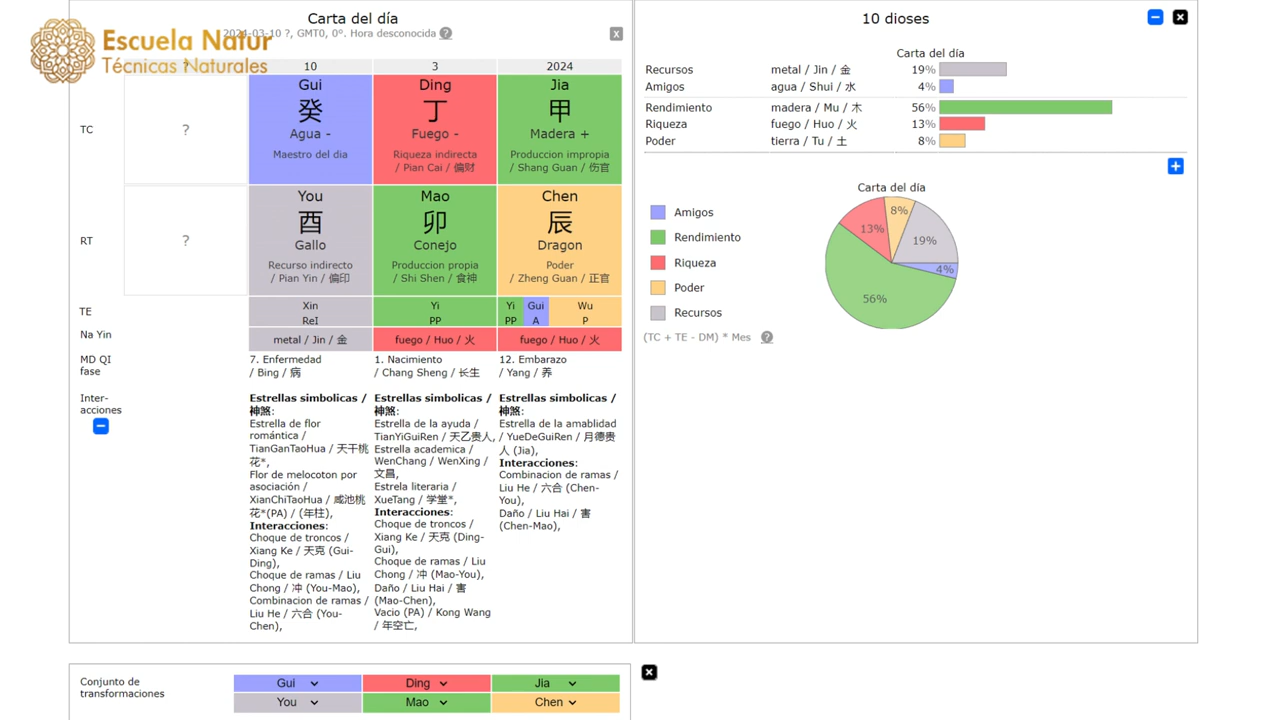 Carta del día
2024-03-10 ?, GMT0, 0°. Hora desconocida ?
X
Escuela Natur
Técnicas Naturales
?
10
3
2024
TC
?
Gui
癸
Agua -
Maestro del dia
Ding
丁
Fuego -
Riqueza indirecta
/ Pian Cai / 偏财
Jia
甲
Madera +
Produccion impropia
/ Shang Guan / 伤官
RT
?
You
酉
Gallo
Recurso indirecto
/ Pian Yin / 偏印
Mao
卯
Conejo
Produccion propia
/ Shi Shen / 食神
Chen
辰
Dragon
Poder
/ Zheng Guan / 正官
TE
Xin
ReI
Yi
PP
Yi
PP
Gui
A
Wu
P
Na Yin
metal / Jin / 金
fuego / Huo / 火
fuego / Huo / 火
MD QI
fase
7. Enfermedad
/ Bing / 病
1. Nacimiento
/ Chang Sheng / 长生
12. Embarazo
/ Yang / 养
Inter-
acciones
Estrellas simbolicas /
神煞:
Estrella de flor
romántica /
TianGanTaoHua / 天干桃
花*,
Flor de melocoton por
asociación /
XianChiTaoHua / 咸池桃
花*(PA) / (年柱),
Interacciones:
Choque de troncos /
Xiang Ke / 天克 (Gui-
Ding),
Choque de ramas / Liu
Chong / 冲 (You-Mao),
Combinacion de ramas /
Liu He / 六合 (You-
Chen),
Estrellas simbolicas /
神煞:
Estrella de la ayuda /
TianYiGuiRen / 天乙贵人,
Estrella academica /
WenChang / WenXing /
文昌,
Estrela literaria /
XueTang / 学堂*,
Interacciones:
Choque de troncos /
Xiang Ke / 天克 (Ding-
Gui),
Choque de ramas / Liu
Chong / 冲 (Mao-You),
Daño / Liu Hai / 害
(Mao-Chen),
Vacio (PA) / Kong Wang
/ 年空亡,
Estrellas simbolicas /
神煞:
Estrella de la amablidad
/ YueDeGuiRen / 月德贵
人 (Jia),
Interacciones:
Combinacion de ramas /
Liu He / 六合 (Chen-
You),
Daño / Liu Hai / 害
(Chen-Mao),
10 dioses
Carta del día
Recursos metal / Jin / 金 19%
Amigos agua / Shui / 水 4%
Rendimiento madera / Mu / 木 56%
Riqueza fuego / Huo / 火 13%
Poder tierra / Tu / 土 8%
Carta del día
Amigos
Rendimiento
Riqueza
Poder
Recursos
8%
13%
19%
4%
56%
(TC + TE - DM) * Mes ?
Conjunto de
transformaciones
Gui
Ding
Jia
You
Mao
Chen